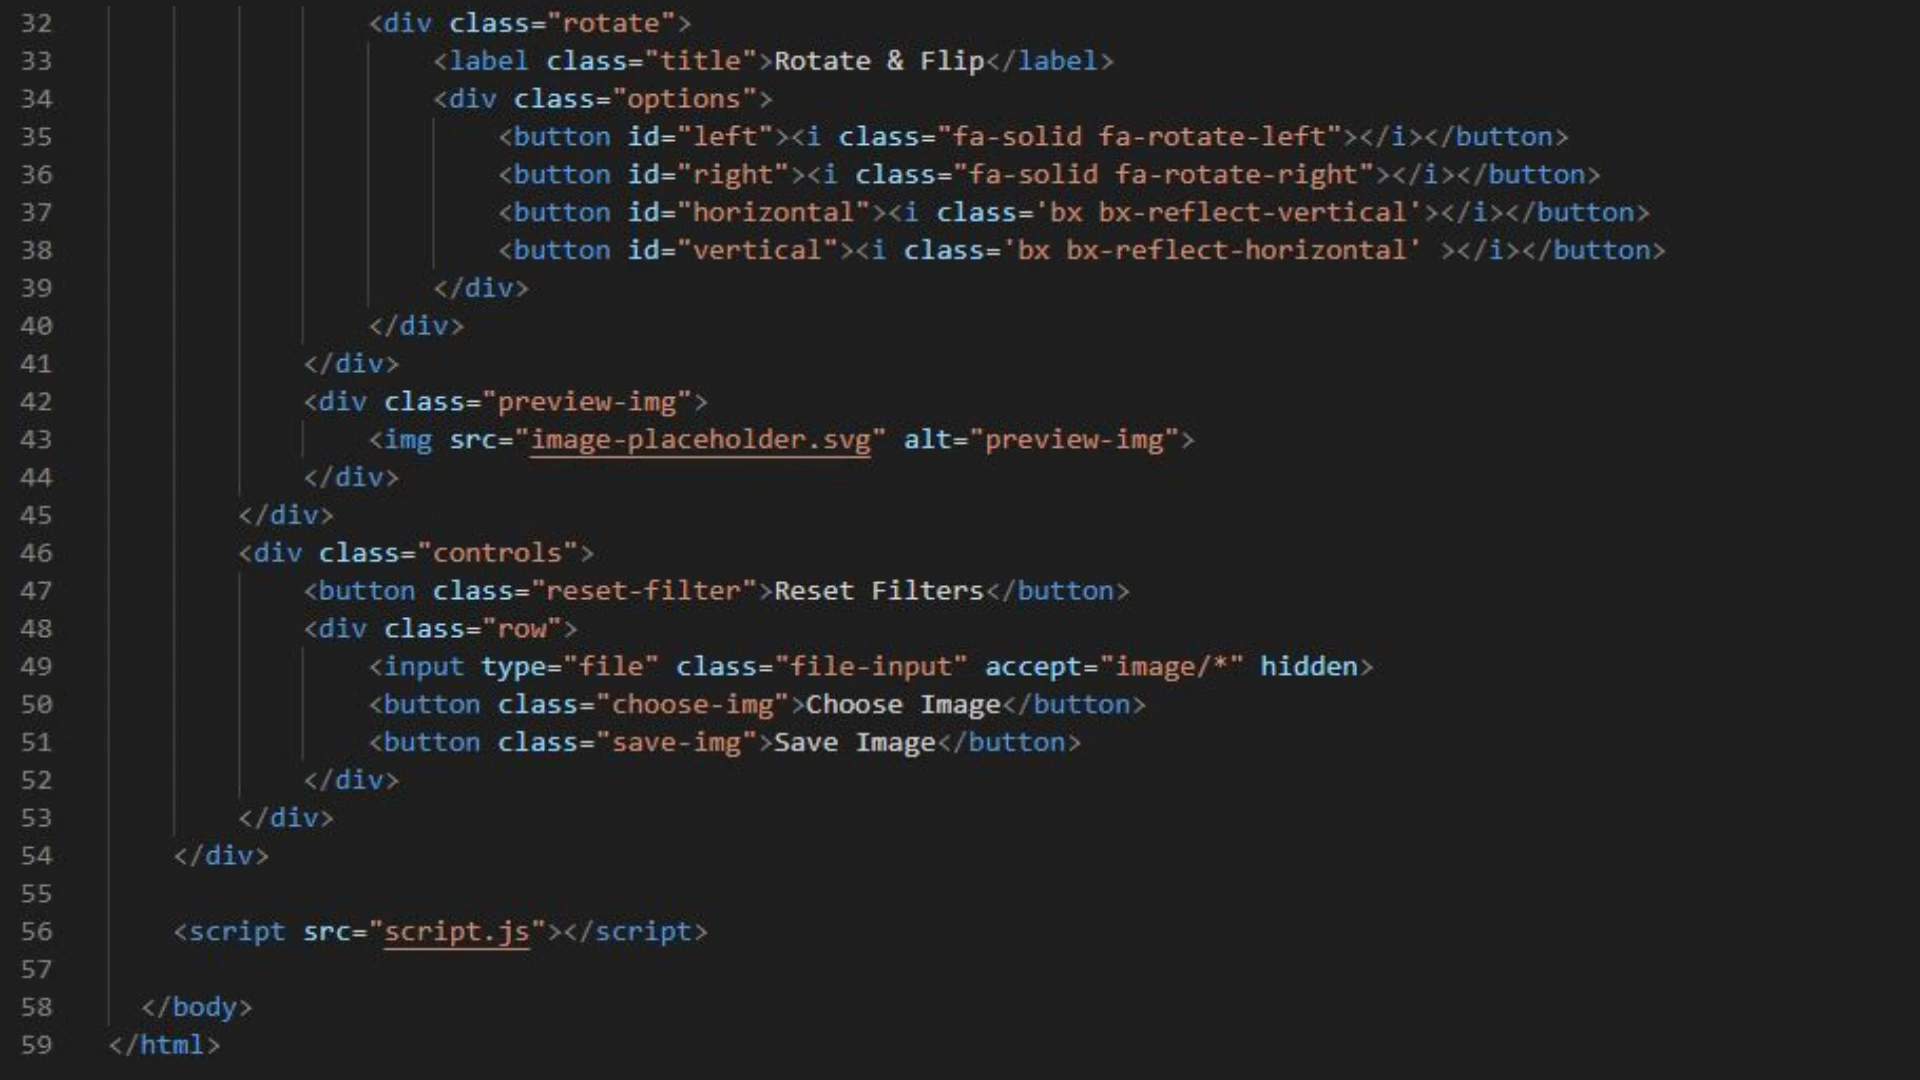 32 <div class="rotate">
33 <label class="title">Rotate & Flip</label>
34 <div class="options">
35 <button id="left"><i class="fa-solid fa-rotate-left"></i></button>
36 <button id="right"><i class="fa-solid fa-rotate-right"></i></button>
37 <button id="horizontal"><i class='bx bx-reflect-vertical'></i></button>
38 <button id="vertical"><i class='bx bx-reflect-horizontal' ></i></button>
39 </div>
40 </div>
41 </div>
42 <div class="preview-img">
43 <img src="image-placeholder.svg" alt="preview-img">
44 </div>
45 </div>
46 <div class="controls">
47 <button class="reset-filter">Reset Filters</button>
48 <div class="row">
49 <input type="file" class="file-input" accept="image/*" hidden>
50 <button class="choose-img">Choose Image</button>
51 <button class="save-img">Save Image</button>
52 </div>
53 </div>
54 </div>
55
56 <script src="script.js"></script>
57
58 </body>
59 </html>